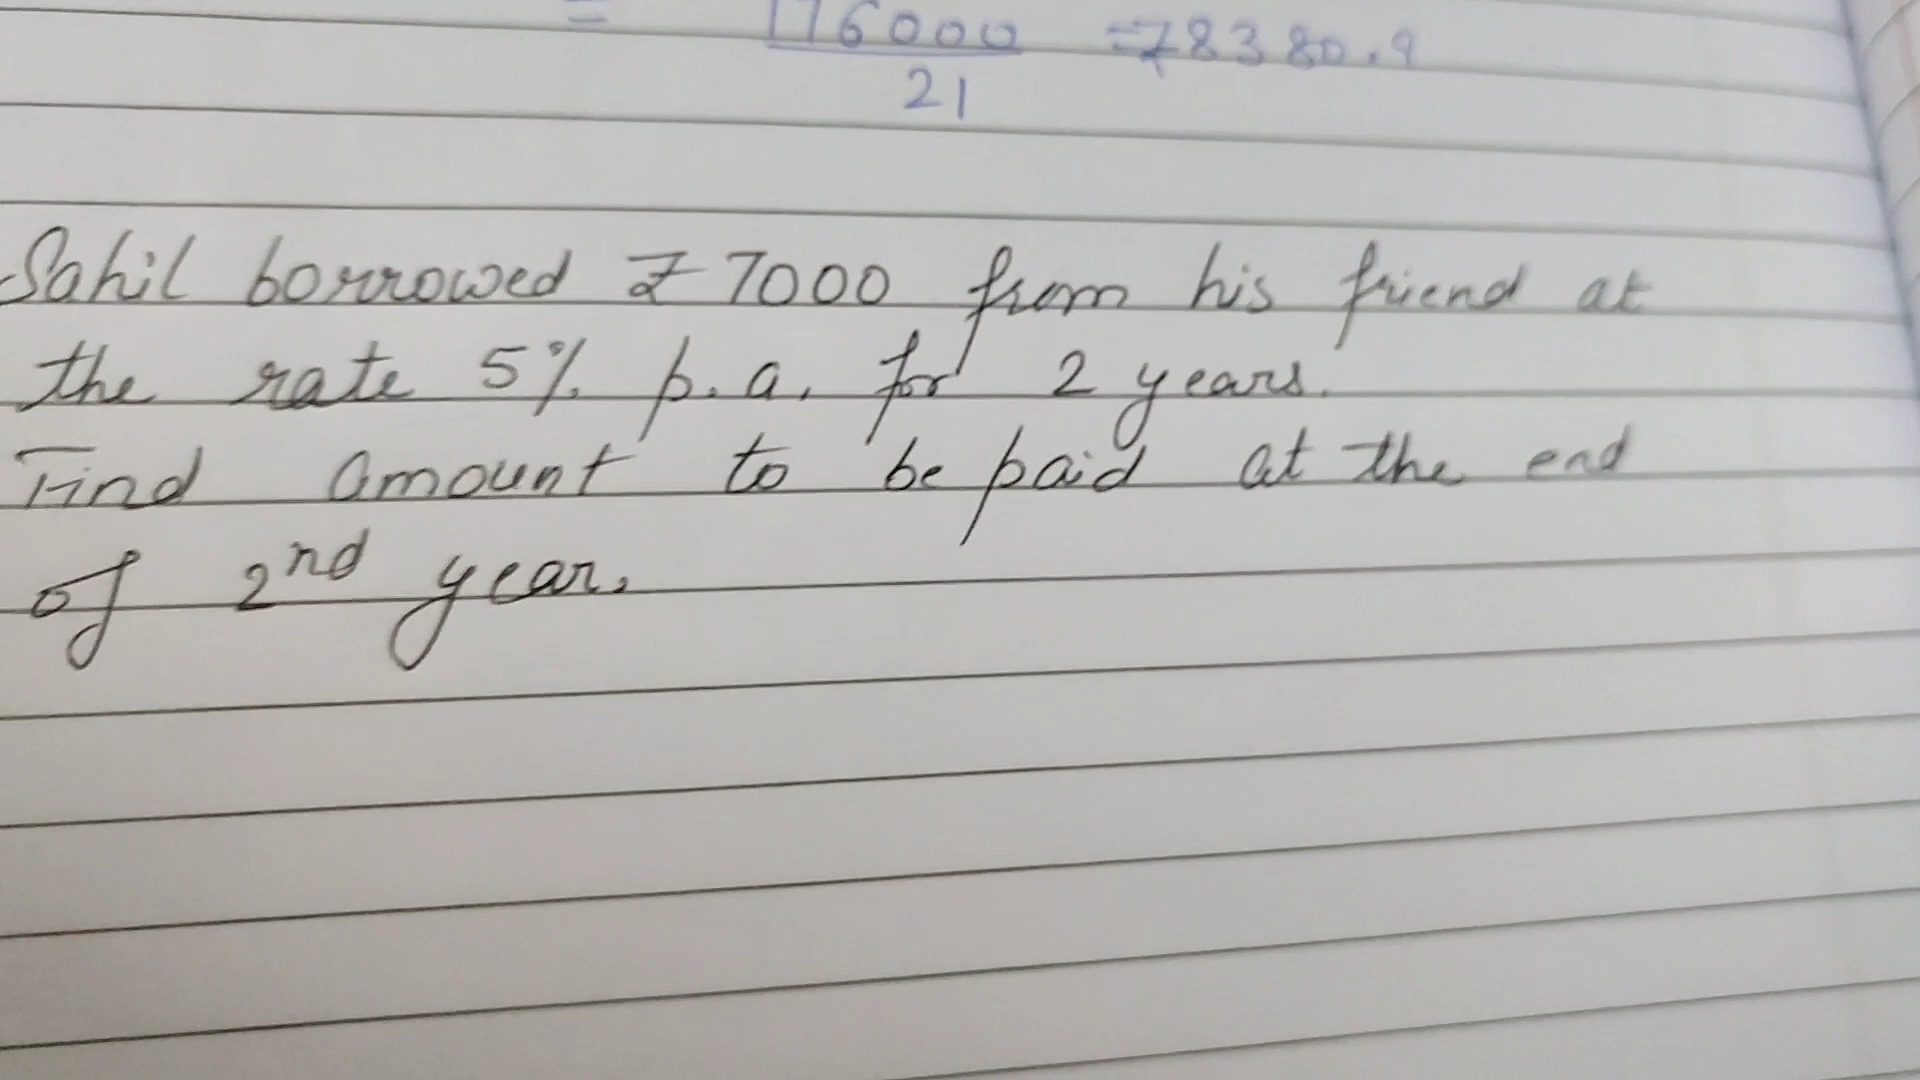 = 176000 = ₹8380.9
21
Sahil borrowed ₹ 7000 from his friend at
the rate 5% p.a. for 2 years.
Find Amount to be paid at the end
of 2nd year.